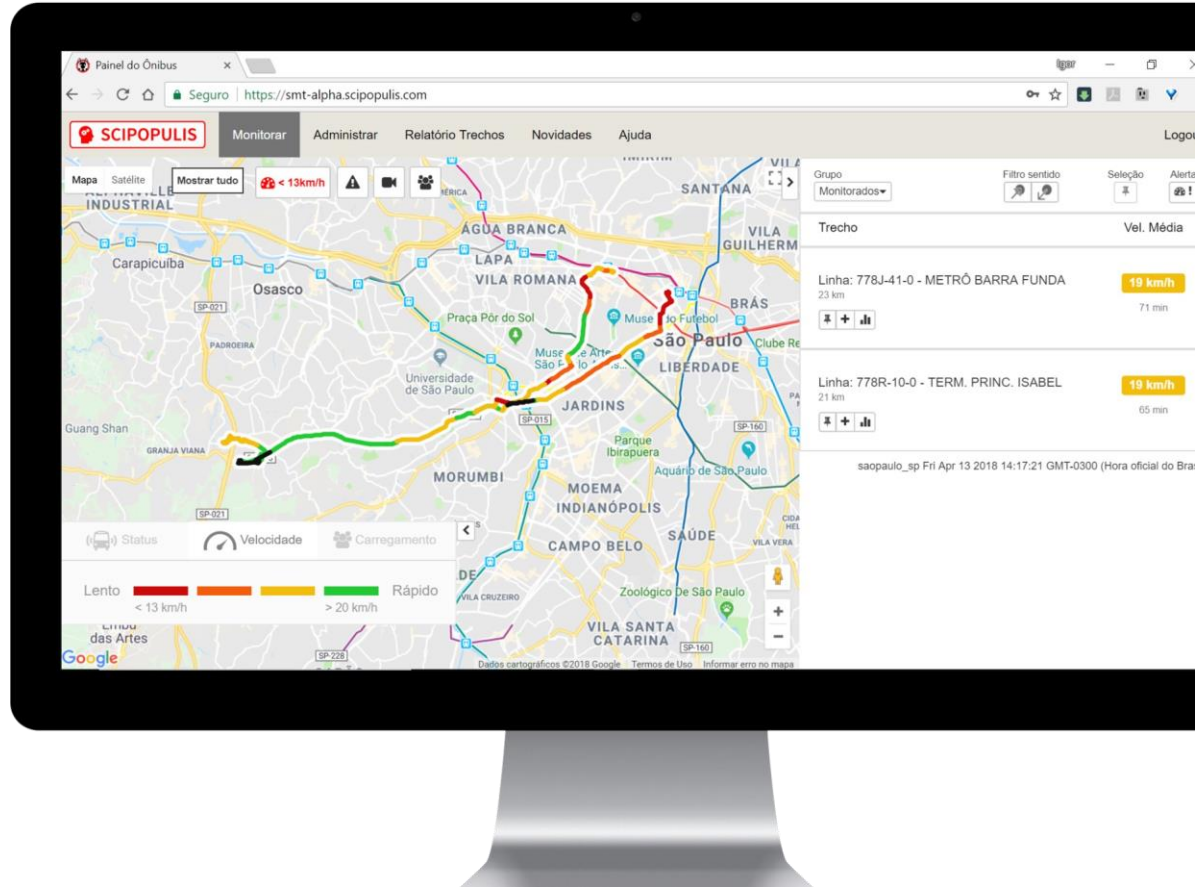 Painel do Ônibus
Igor
Seguro | https://smt-alpha.scipopulis.com
SCIPOPULIS Monitorar Administrar Relatório Trechos Novidades Ajuda
Mapa Satélite Mostrar tudo < 13km/h
INDUSTRIAL
SANTANA
ÁGUA BRANCA
VILA
GUILHERM
LAPA
VILA ROMANA
Carapicuíba
Osasco
BRÁS
SP-021
Praça Pôr do Sol
São Paulo
Clube Re
PADROEIRA
LIBERDADE
Universidade
de São Paulo
JARDINS
SP-015
SP-160
Guang Shan
GRANJA VIANA
Parque
Ibirapuera
Aquário de São Paulo
MORUMBI
MOEMA
INDIANÓPOLIS
SP-021
SAÚDE
VILA VERA
CAMPO BELO
Status Velocidade Carregamento
Lento Rápido
< 13 km/h > 20 km/h
VILA CRUZEIRO
Zoológico De São Paulo
das Artes
VILA SANTA
CATARINA
SP-160
SP-228
Google
Dados cartográficos ©2018 Google Termos de Uso Informar erro no mapa
Grupo Filtro sentido Seleção
Monitorados
Trecho Vel. Média
Linha: 778J-41-0 - METRÔ BARRA FUNDA 19 km/h
23 km 71 min
Linha: 778R-10-0 - TERM. PRINC. ISABEL 19 km/h
21 km 65 min
saopaulo_sp Fri Apr 13 2018 14:17:21 GMT-0300 (Hora oficial do Bras